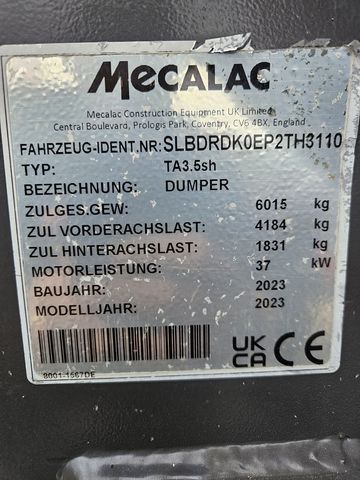 MECALAC
Mecalac Construction Equipment UK Limited
Central Boulevard, Prologis Park, Coventry, CV6 4BX, England
FAHRZEUG-IDENT.NR: SLBDRDK0EP2TH3110
TYP: TA3.5sh
BEZEICHNUNG: DUMPER
ZULGES.GEW: 6015 kg
ZUL VORDERACHSLAST: 4184 kg
ZUL HINTERACHSLAST: 1831 kg
MOTORLEISTUNG: 37 kW
BAUJAHR: 2023
MODELLJAHR: 2023
UK CA CE
8001-1567DE